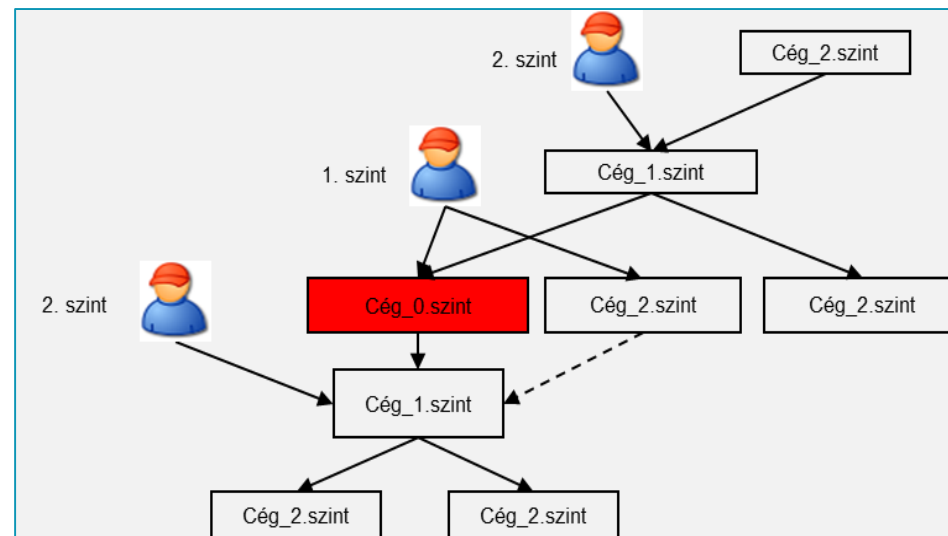 2. szint
Cég_2.szint
Cég_1.szint
1. szint
2. szint
Cég_0.szint
Cég_2.szint
Cég_2.szint
Cég_1.szint
Cég_2.szint
Cég_2.szint